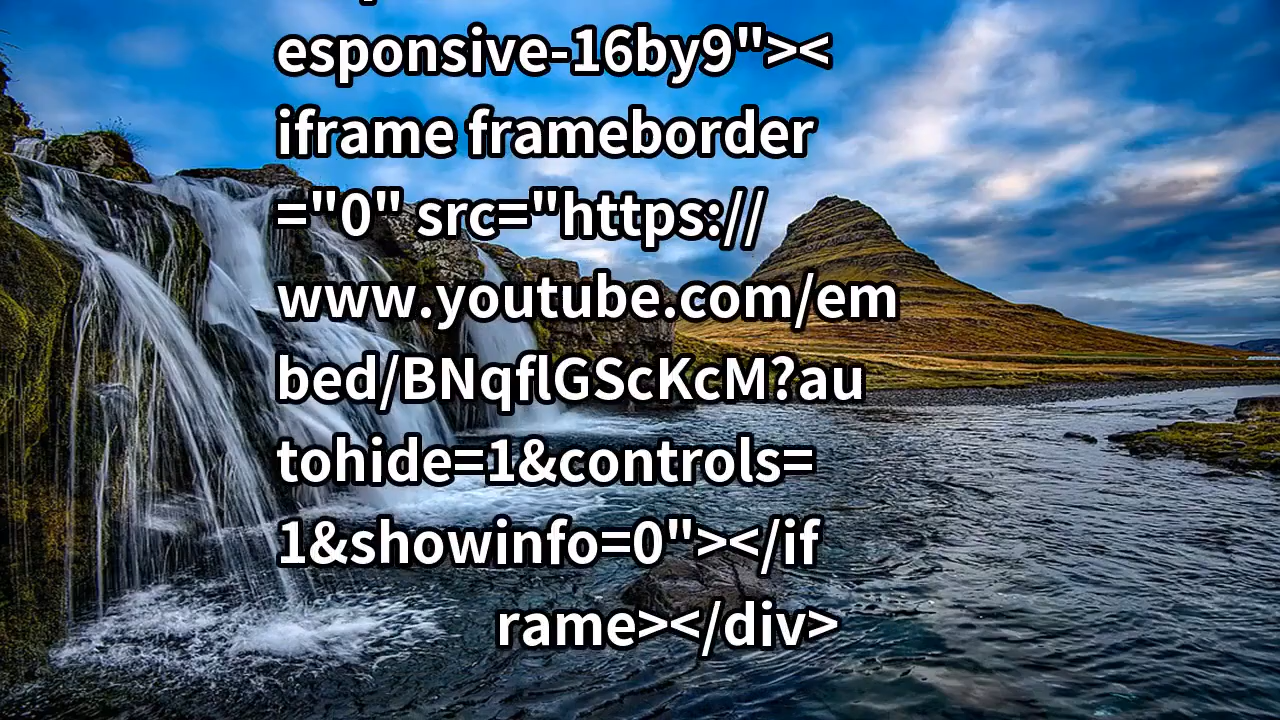 esponsive-16by9"><
iframe frameborder
="0" src="https://
www.youtube.com/em
bed/BNqflGScKcM?au
tohide=1&controls=
1&showinfo=0"></if
rame></div>